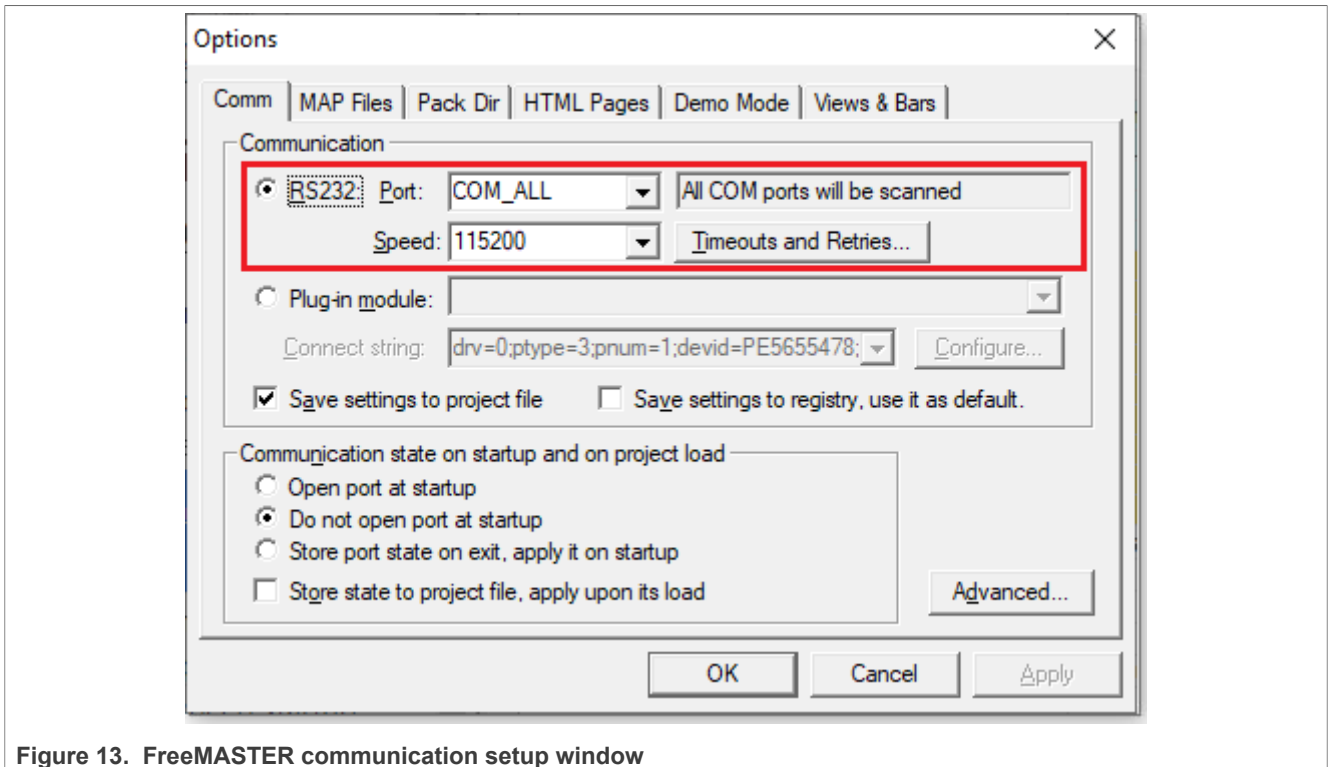 Options
Comm MAP Files Pack Dir HTML Pages Demo Mode Views & Bars
Communication
RS232: Port: COM_ALL All COM ports will be scanned
Speed: 115200 Timeouts and Retries...
Plug-in module:
Connect string: drv=0;ptype=3;pnum=1;devid=PE5655478; Configure...
Save settings to project file Save settings to registry, use it as default.
Communication state on startup and on project load
Open port at startup
Do not open port at startup
Store port state on exit, apply it on startup
Store state to project file, apply upon its load Advanced...
OK Cancel Apply
Figure 13. FreeMASTER communication setup window